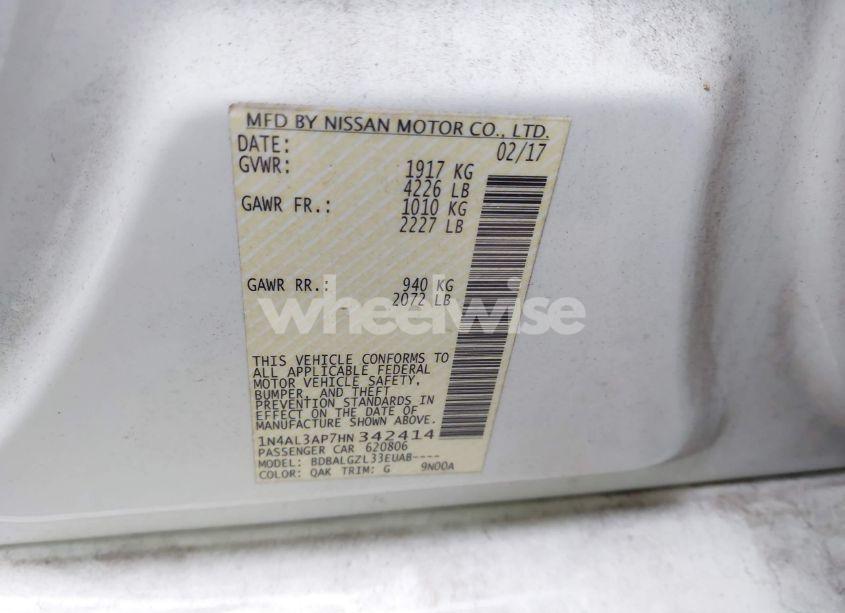 MFD BY NISSAN MOTOR CO., LTD.
DATE: 02/17
GVWR: 1917 KG
4226 LB
GAWR FR.: 1010 KG
2227 LB
GAWR RR.: 940 KG
2072 LB
wheelwise
THIS VEHICLE CONFORMS TO
ALL APPLICABLE FEDERAL
MOTOR VEHICLE SAFETY,
BUMPER, AND THEFT
PREVENTION STANDARDS IN
EFFECT ON THE DATE OF
MANUFACTURE SHOWN ABOVE.
1N4AL3AP7HN 342414
PASSENGER CAR 620806
MODEL: BDBALGZL33EUAB----
COLOR: QAK TRIM: G 9N00A